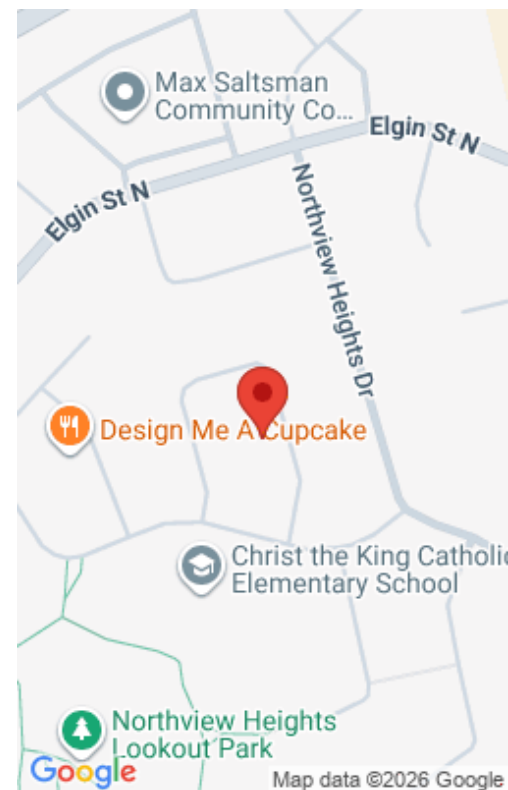 Max Saltsman
Community Co...
Elgin St N
Elgin St N
Northview Heights Dr
Design Me A Cupcake
Christ the King Catholic
Elementary School
Northview Heights
Lookout Park
Google
Map data ©2026 Google